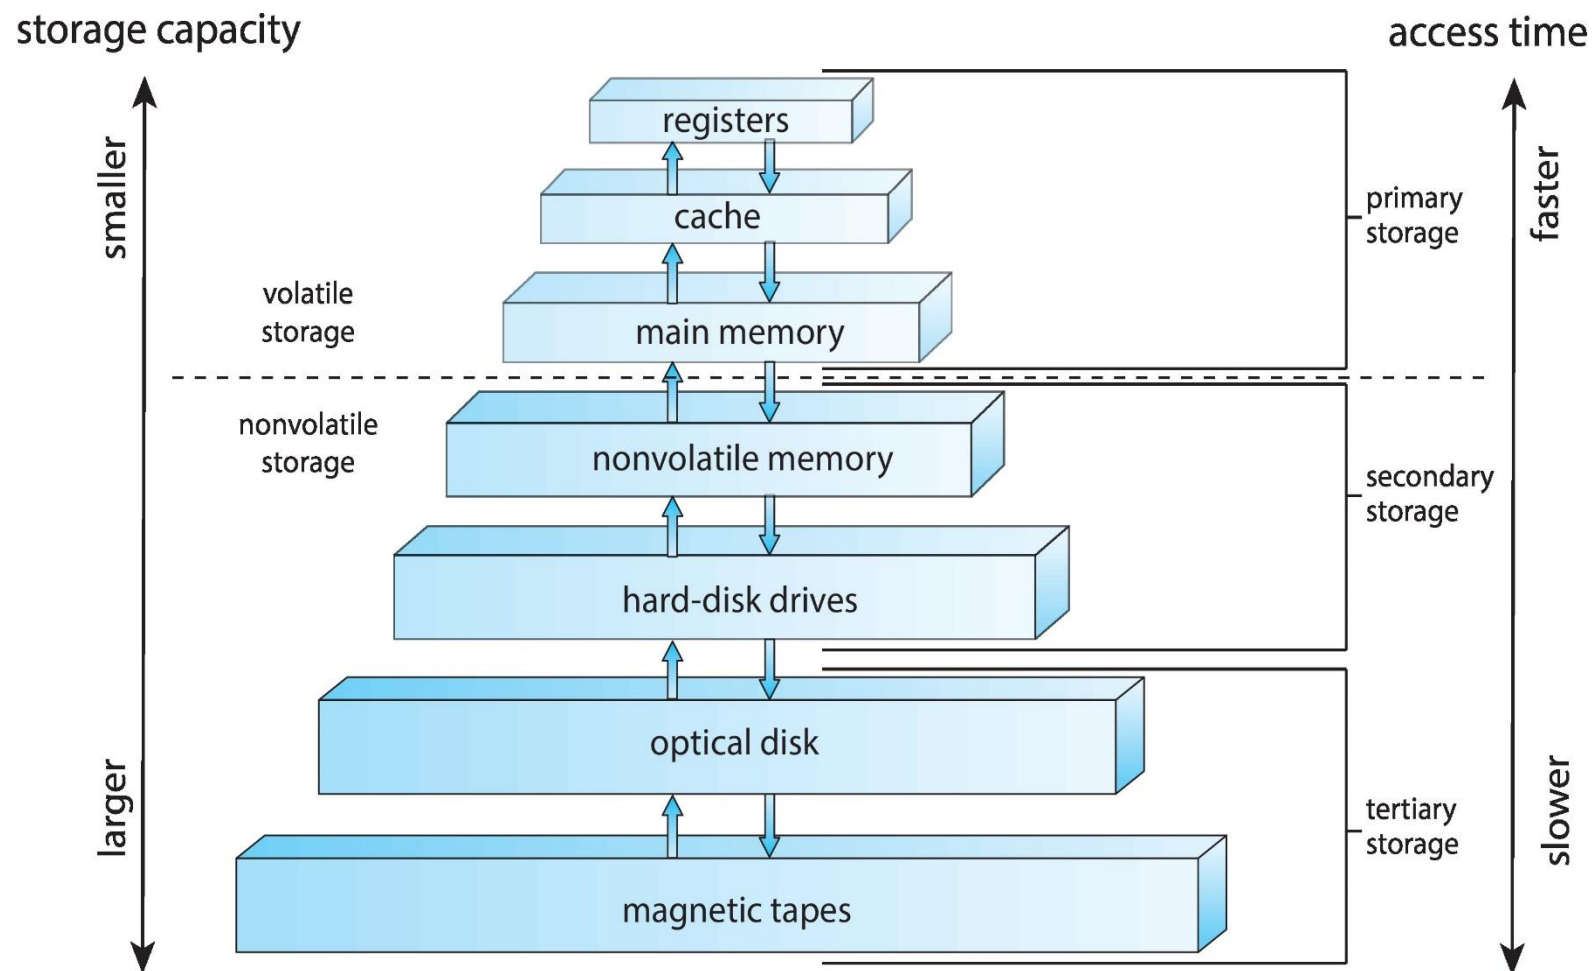 storage capacity
access time
smaller
larger
registers
cache
main memory
volatile
storage
nonvolatile
storage
nonvolatile memory
hard-disk drives
optical disk
magnetic tapes
primary
storage
secondary
storage
tertiary
storage
faster
slower